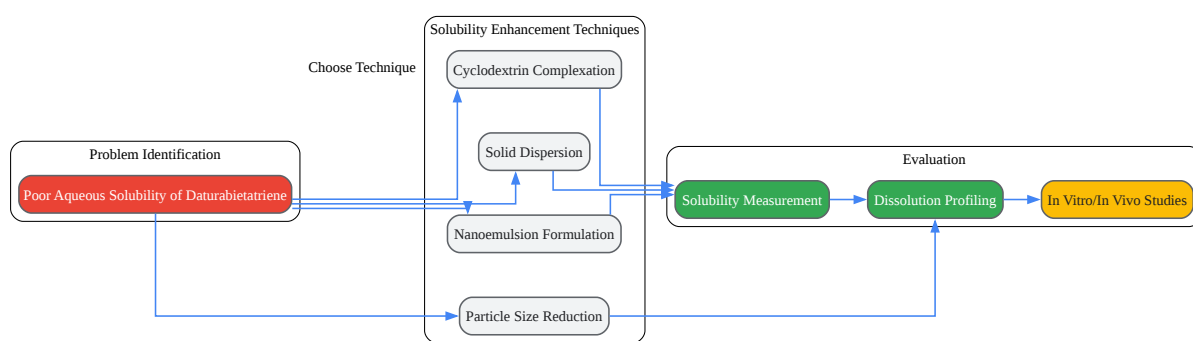 Solubility Enhancement Techniques
Choose Technique
Cyclodextrin Complexation
Problem Identification
Poor Aqueous Solubility of Daturabietatriene
Solid Dispersion
Nanoemulsion Formulation
Particle Size Reduction
Evaluation
Solubility Measurement
Dissolution Profiling
In Vitro/In Vivo Studies